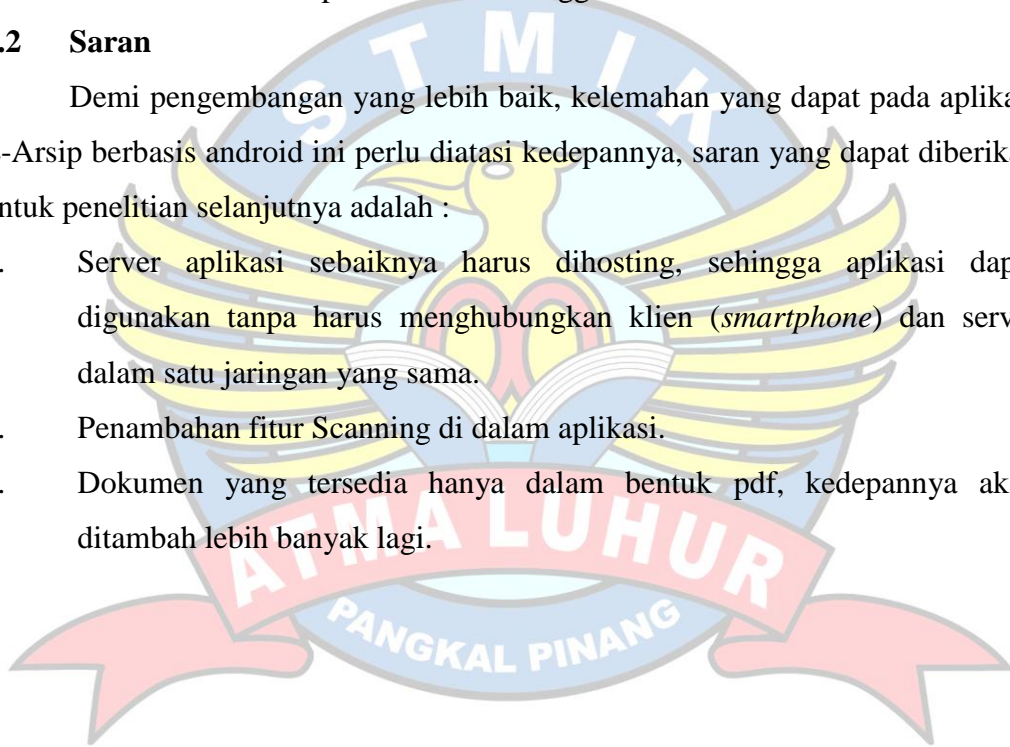 .2 Saran
Demi pengembangan yang lebih baik, kelemahan yang dapat pada aplika
-Arsip berbasis android ini perlu diatasi kedepannya, saran yang dapat diberika
ntuk penelitian selanjutnya adalah :
. Server aplikasi sebaiknya harus dihosting, sehingga aplikasi dap
digunakan tanpa harus menghubungkan klien (smartphone) dan serv
dalam satu jaringan yang sama.
. Penambahan fitur Scanning di dalam aplikasi.
. Dokumen yang tersedia hanya dalam bentuk pdf, kedepannya ak
ditambah lebih banyak lagi.
STMIK
ATMA LUHUR
PANGKAL PINANG